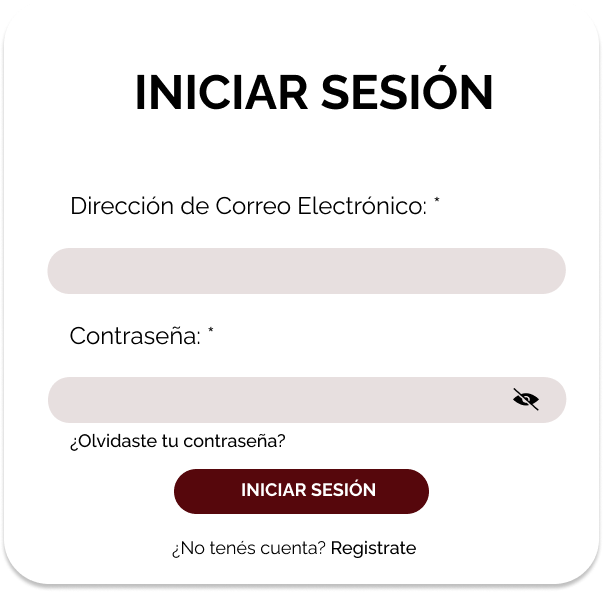 INICIAR SESIÓN
Dirección de Correo Electrónico: *
Contraseña: *
¿Olvidaste tu contraseña?
INICIAR SESIÓN
¿No tenés cuenta? Registrate